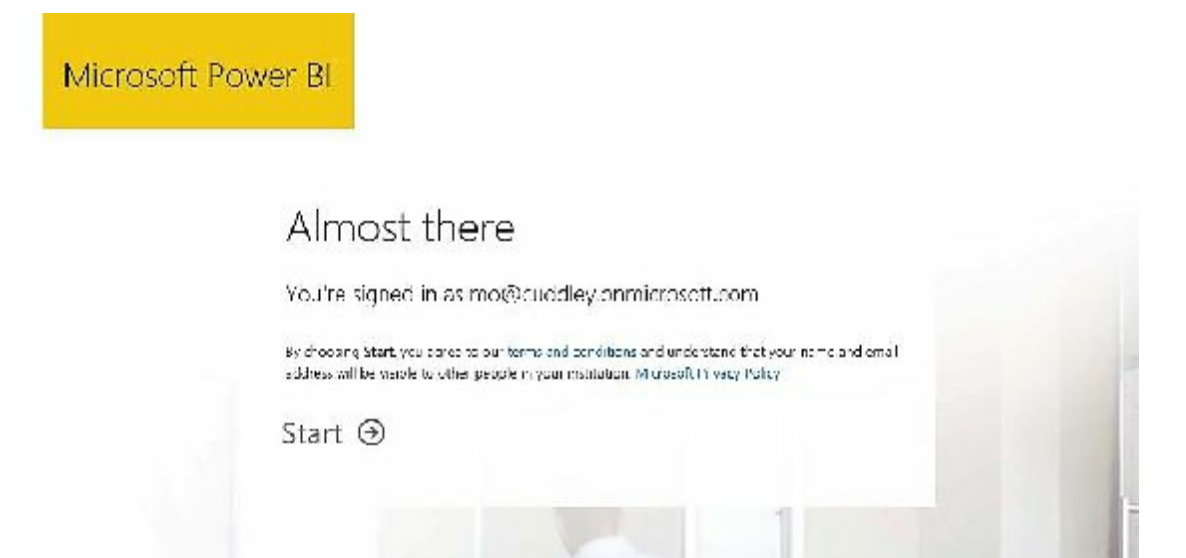 Microsoft Power BI
Almost there
You're signed in as mo@cuddley.onmicrosoft.com
By choosing Start, you agree to our terms and conditions and understand that your name and email
address will be visible to other people in your institution. Microsoft Privacy Policy
Start